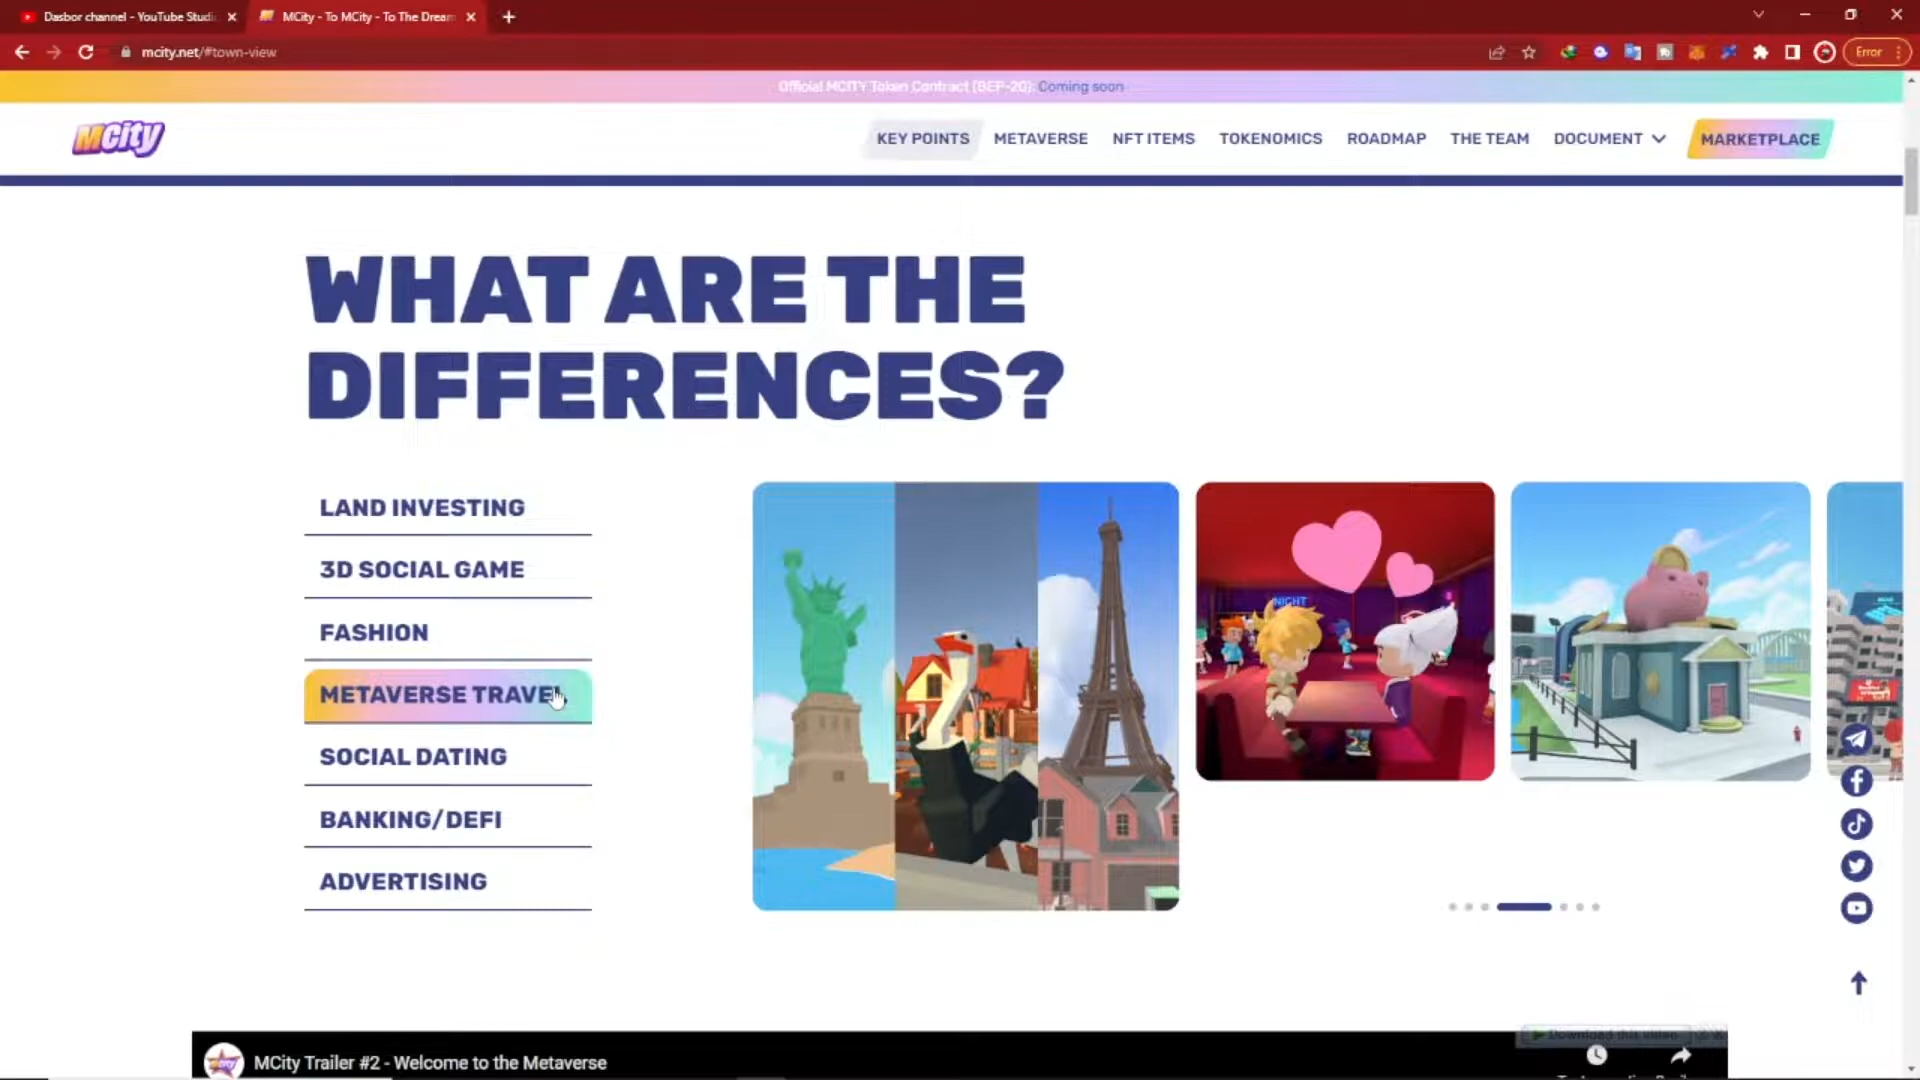 Dasbor channel - YouTube Studi
MCity - To MCity - To The Dream
mcity.net/#town-view
Error
Official MCITY Token Contract (BEP-20): Coming soon
MCity
KEY POINTS
METAVERSE
NFT ITEMS
TOKENOMICS
ROADMAP
THE TEAM
DOCUMENT
MARKETPLACE
WHAT ARE THE
DIFFERENCES?
LAND INVESTING
3D SOCIAL GAME
FASHION
METAVERSE TRAVEL
SOCIAL DATING
BANKING/DEFI
ADVERTISING
NIGHT
Download this video
MCity Trailer #2 - Welcome to the Metaverse